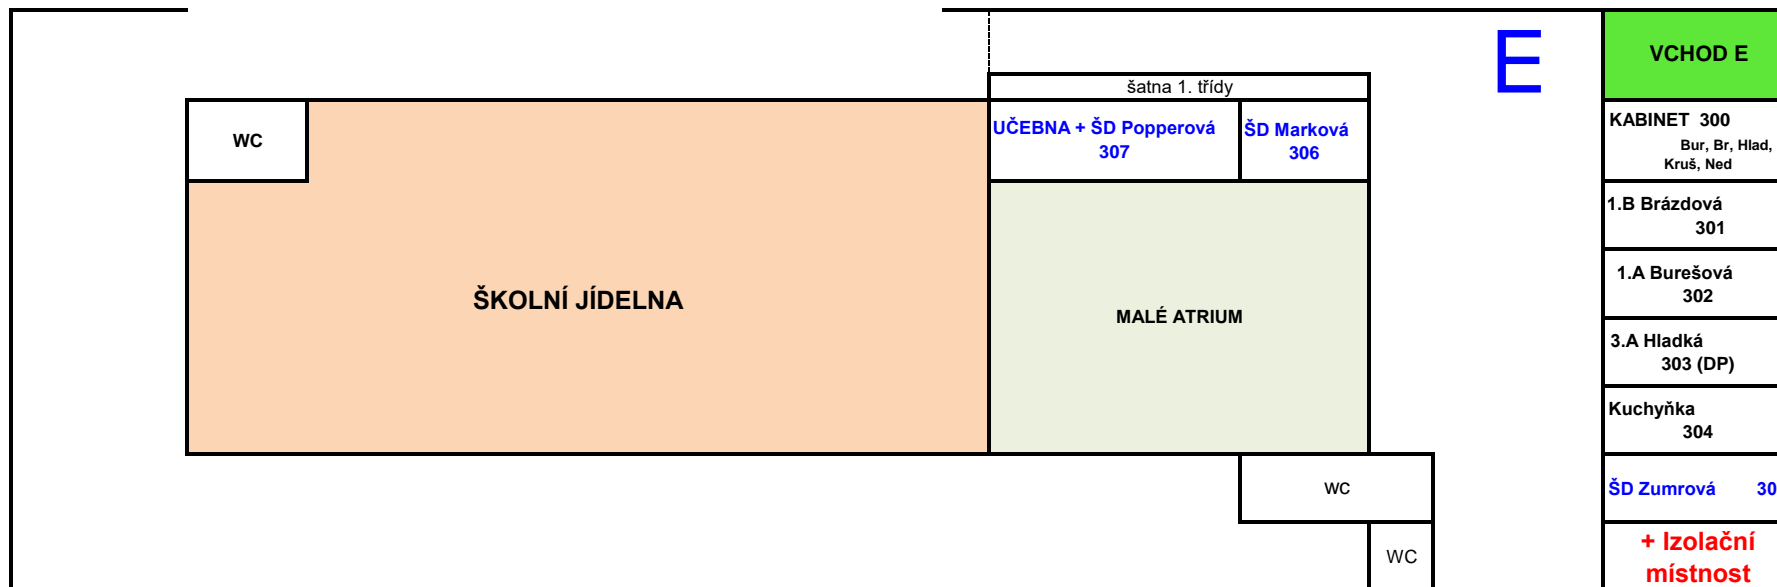 E
VCHOD E
šatna 1. třídy
WC
UČEBNA + ŠD Popperová
307
ŠD Marková
306
KABINET 300
Bur, Br, Hlad,
Kruš, Ned
1.B Brázdová
301
1.A Burešová
302
ŠKOLNÍ JÍDELNA
MALÉ ATRIUM
3.A Hladká
303 (DP)
Kuchyňka
304
WC
ŠD Zumrová 30
WC
+ Izolační
místnost